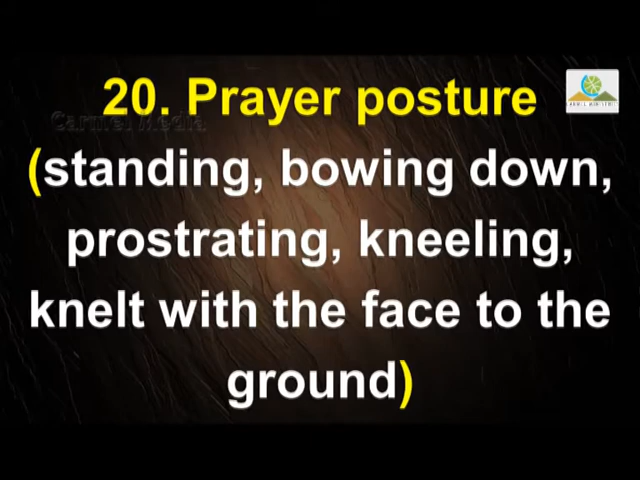 20. Prayer posture
Carmel Media
(standing, bowing down,
prostrating, kneeling,
knelt with the face to the
ground)